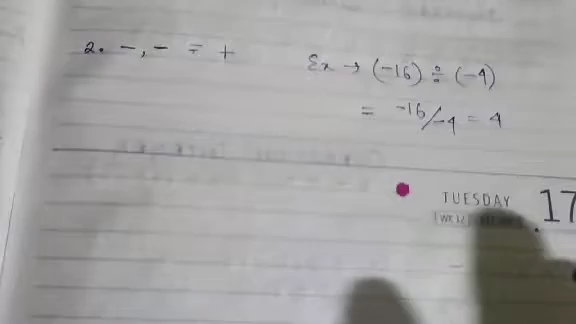 2. -, - = +
Ex → (-16) ÷ (-4)
= -16/-4 = 4
TUESDAY
17